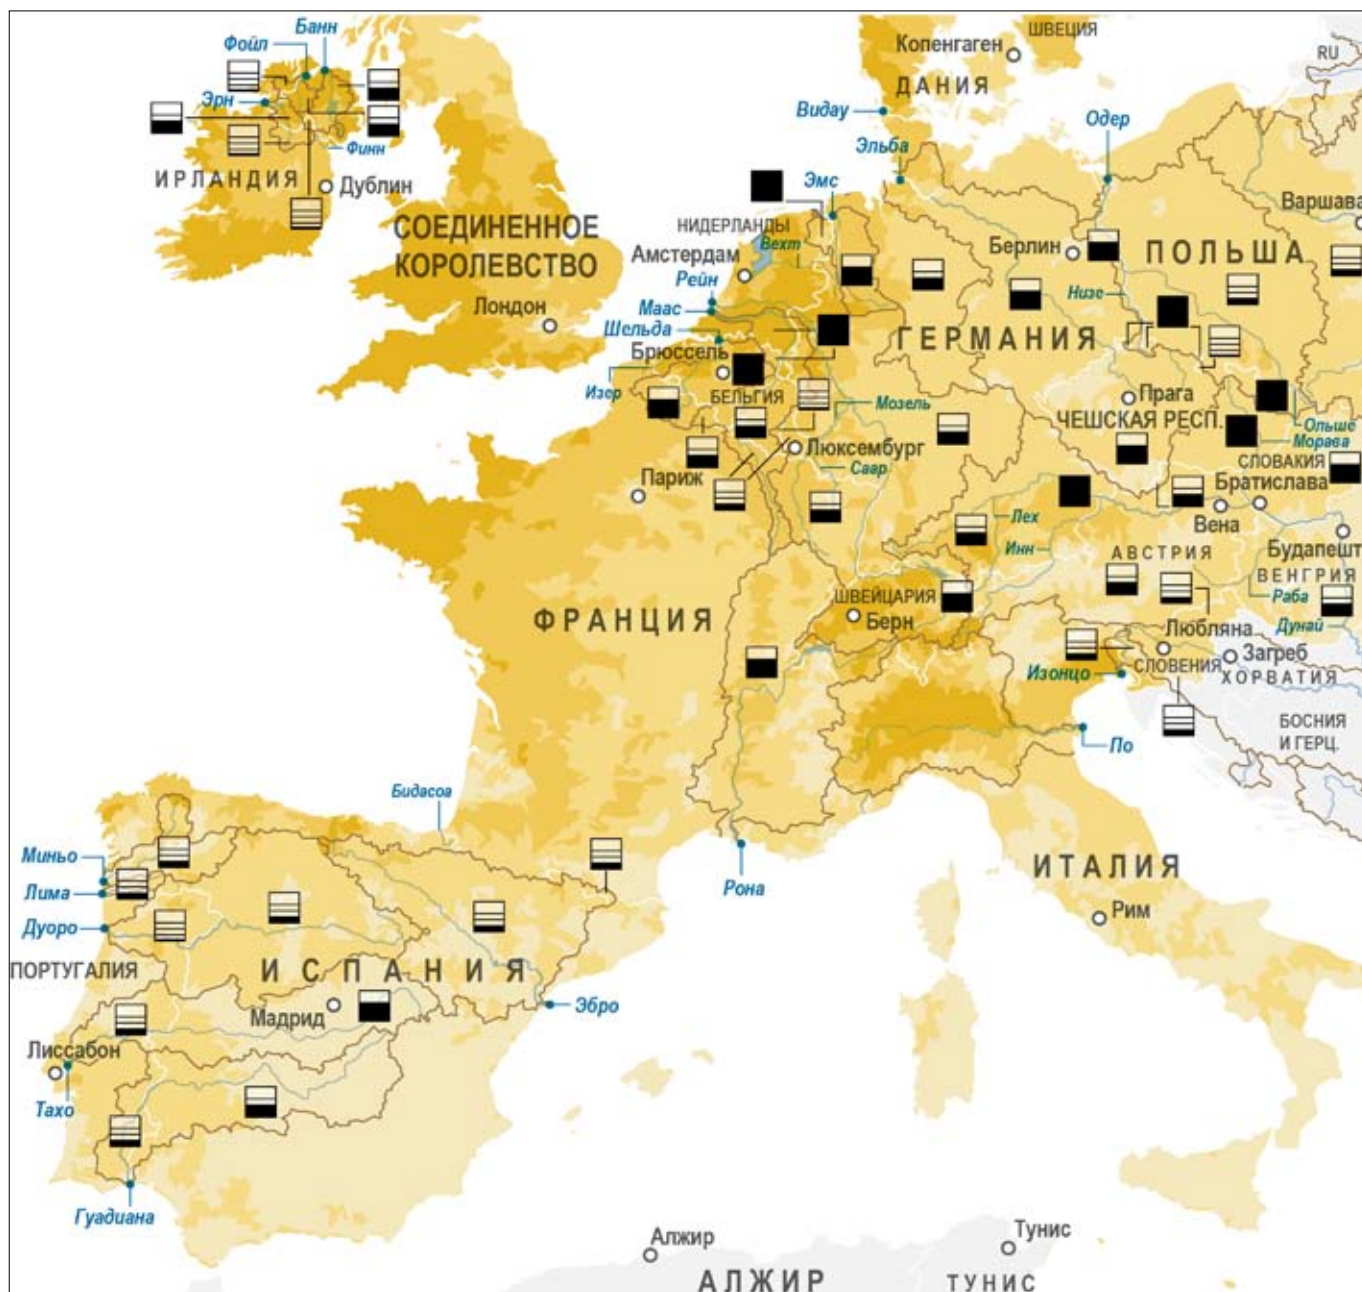 Банн
Фойл
ШВЕЦИЯ
Копенгаген
RU
ДАНИЯ
Эрн
Видау
Одер
Финн
Эльба
ИРЛАНДИЯ
Дублин
Эмс
Варшава
СОЕДИНЕННОЕ
КОРОЛЕВСТВО
НИДЕРЛАНДЫ
Вехт
Берлин
ПОЛЬША
Амстердам
Рейн
Низе
Маас
Лондон
Шельда
ГЕРМАНИЯ
Брюссель
Изер
БЕЛЬГИЯ
Мозель
Прага
ЧЕШСКАЯ РЕСП.
Ольше
Морава
Люксембург
Саар
СЛОВАКИЯ
Париж
Братислава
Лех
Вена
Инн
Будапешт
АВСТРИЯ
ВЕНГРИЯ
ШВЕЙЦАРИЯ
Раба
ФРАНЦИЯ
Берн
Любляна
Дунай
Загреб
СЛОВЕНИЯ
Изонцо
ХОРВАТИЯ
БОСНИЯ
И ГЕРЦ.
По
Бидасоа
Миньо
Лима
Рона
ИТАЛИЯ
Дуоро
Рим
ПОРТУГАЛИЯ
ИСПАНИЯ
Мадрид
Эбро
Лиссабон
Тахо
Гуадиана
Алжир
Тунис
АЛЖИР
ТУНИС